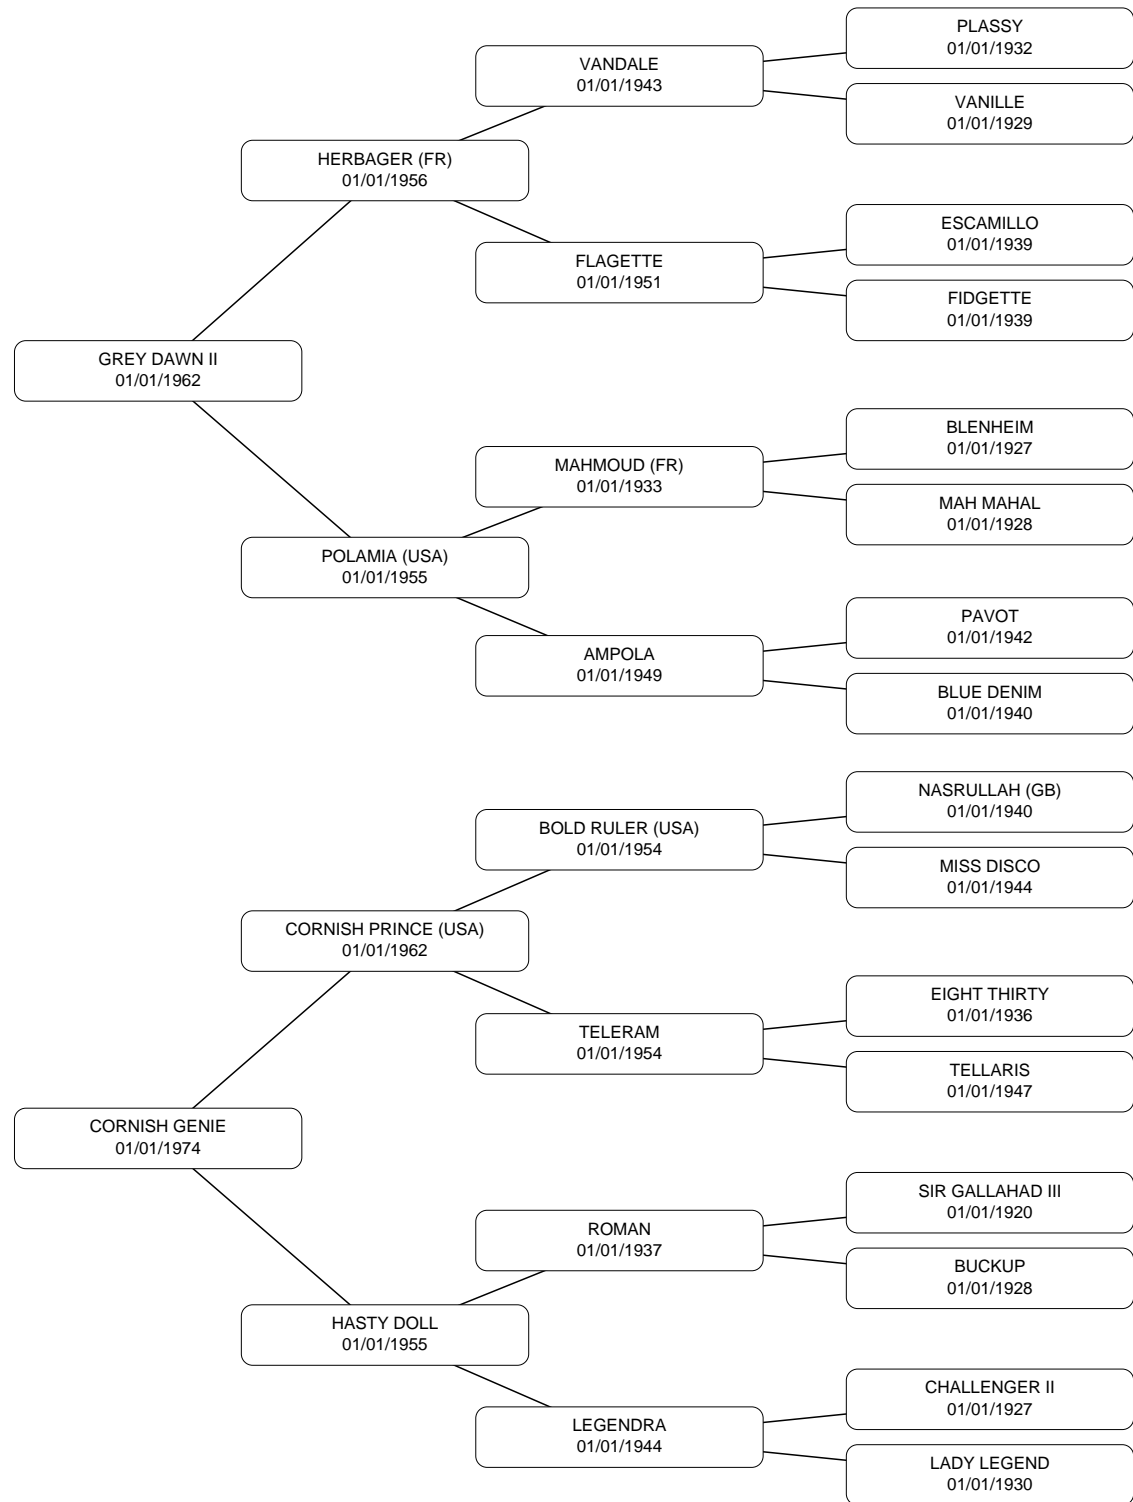 PLASSY
01/01/1932
VANDALE
01/01/1943
VANILLE
01/01/1929
HERBAGER (FR)
01/01/1956
ESCAMILLO
01/01/1939
FLAGETTE
01/01/1951
FIDGETTE
01/01/1939
GREY DAWN II
01/01/1962
BLENHEIM
01/01/1927
MAHMOUD (FR)
01/01/1933
MAH MAHAL
01/01/1928
POLAMIA (USA)
01/01/1955
PAVOT
01/01/1942
AMPOLA
01/01/1949
BLUE DENIM
01/01/1940
NASRULLAH (GB)
01/01/1940
BOLD RULER (USA)
01/01/1954
MISS DISCO
01/01/1944
CORNISH PRINCE (USA)
01/01/1962
EIGHT THIRTY
01/01/1936
TELERAM
01/01/1954
TELLARIS
01/01/1947
CORNISH GENIE
01/01/1974
SIR GALLAHAD III
01/01/1920
ROMAN
01/01/1937
BUCKUP
01/01/1928
HASTY DOLL
01/01/1955
CHALLENGER II
01/01/1927
LEGENDRA
01/01/1944
LADY LEGEND
01/01/1930